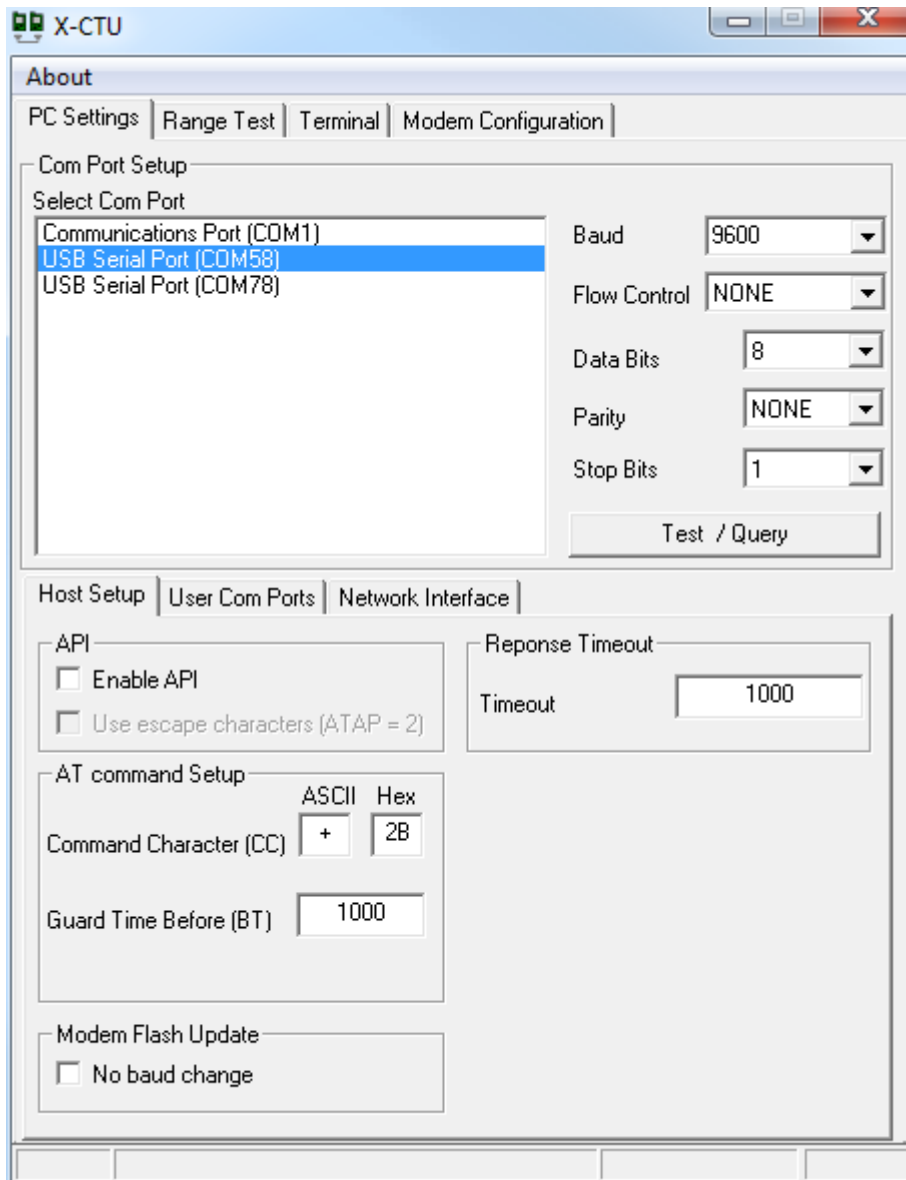 X-CTU
About
PC Settings Range Test Terminal Modem Configuration
Com Port Setup
Select Com Port
Communications Port (COM1)
USB Serial Port (COM58)
USB Serial Port (COM78)
Baud 9600
Flow Control NONE
Data Bits 8
Parity NONE
Stop Bits 1
Test / Query
Host Setup User Com Ports Network Interface
API
Enable API
Use escape characters (ATAP = 2)
Reponse Timeout
Timeout 1000
AT command Setup
ASCII Hex
Command Character (CC) + 2B
Guard Time Before (BT) 1000
Modem Flash Update
No baud change